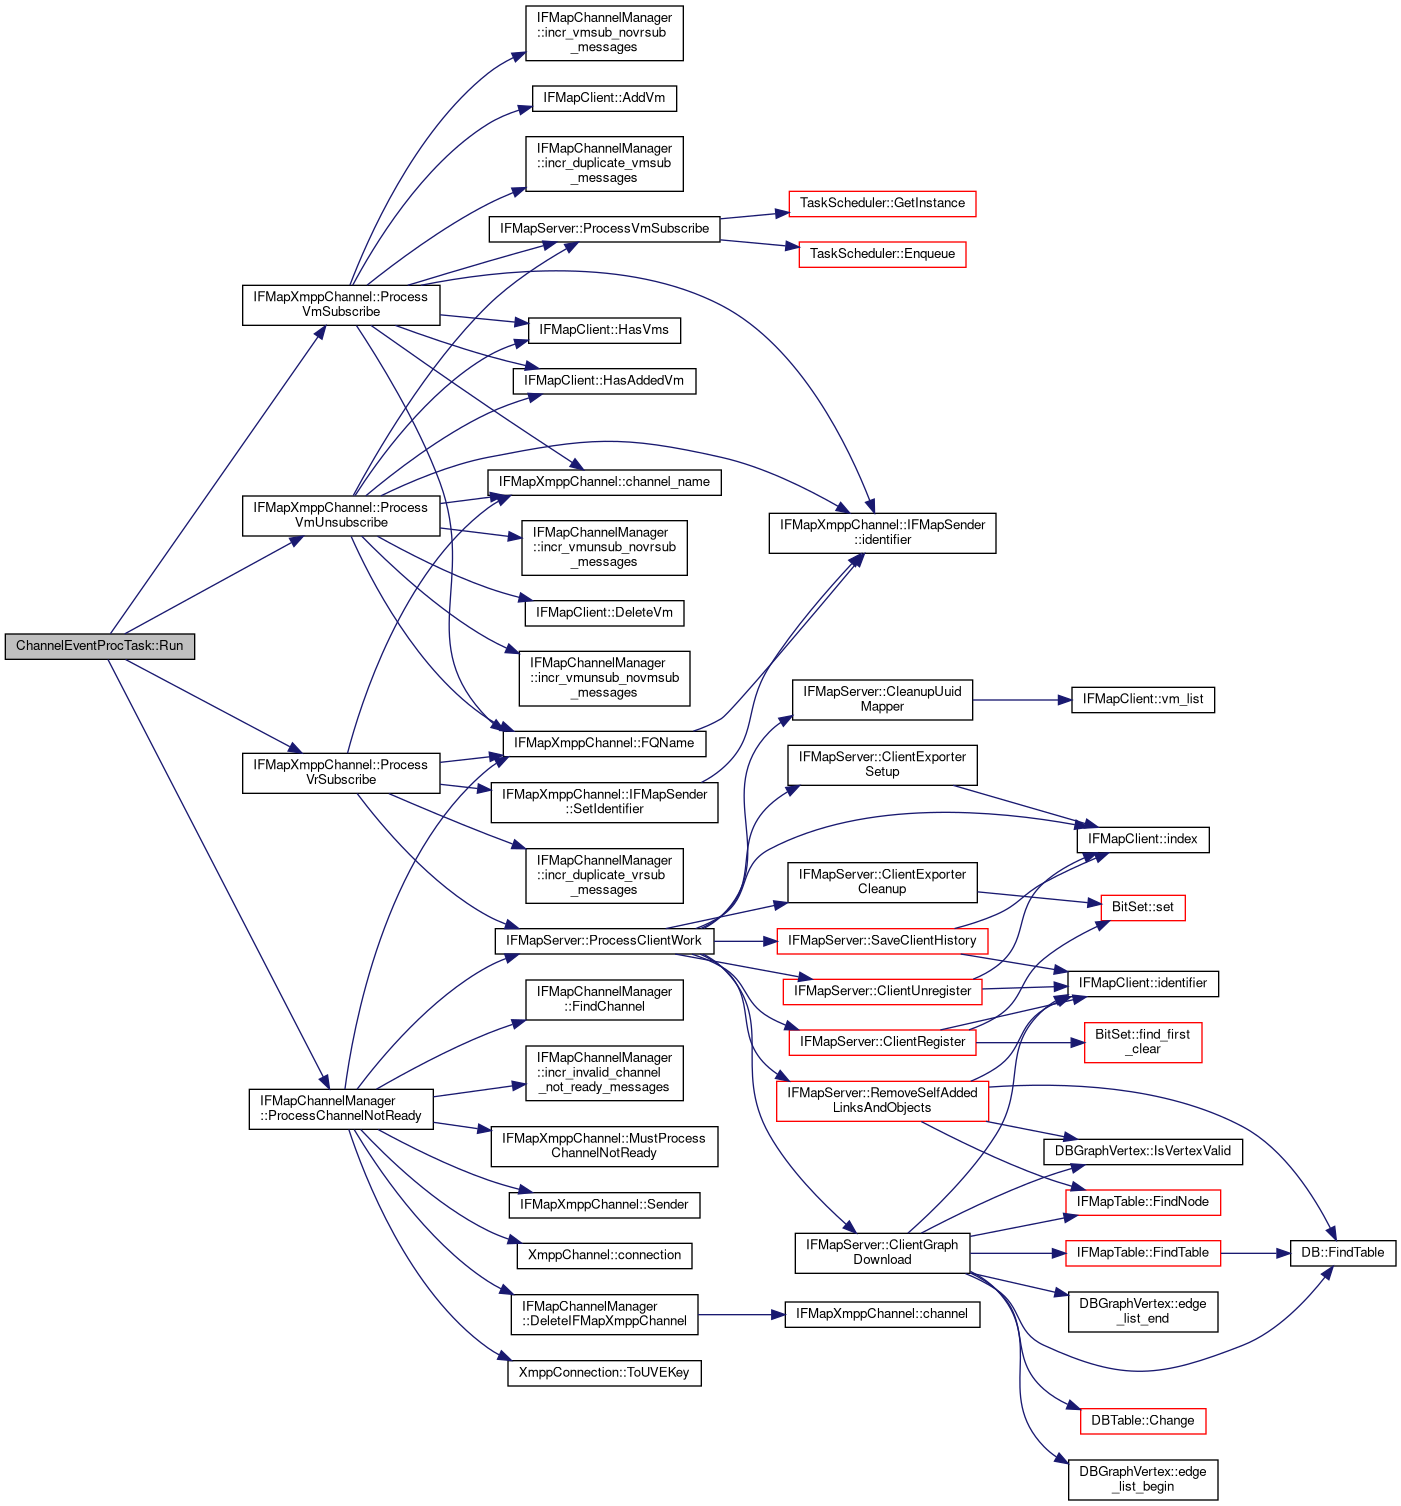 IFMapChannelManager
::incr_vmsub_novrsub
_messages
IFMapClient::AddVm
IFMapChannelManager
::incr_duplicate_vmsub
_messages
IFMapServer::ProcessVmSubscribe
TaskScheduler::GetInstance
TaskScheduler::Enqueue
IFMapXmppChannel::Process
VmSubscribe
IFMapClient::HasVms
IFMapClient::HasAddedVm
IFMapXmppChannel::channel_name
IFMapXmppChannel::Process
VmUnsubscribe
IFMapChannelManager
::incr_vmunsub_novrsub
_messages
IFMapXmppChannel::IFMapSender
::identifier
IFMapClient::DeleteVm
ChannelEventProcTask::Run
IFMapChannelManager
::incr_vmunsub_novmsub
_messages
IFMapServer::CleanupUuid
Mapper
IFMapClient::vm_list
IFMapXmppChannel::FQName
IFMapXmppChannel::Process
VrSubscribe
IFMapServer::ClientExporter
Setup
IFMapXmppChannel::IFMapSender
::SetIdentifier
IFMapClient::index
IFMapChannelManager
::incr_duplicate_vrsub
_messages
IFMapServer::ClientExporter
Cleanup
BitSet::set
IFMapServer::ProcessClientWork
IFMapServer::SaveClientHistory
IFMapServer::ClientUnregister
IFMapClient::identifier
IFMapChannelManager
::FindChannel
IFMapServer::ClientRegister
BitSet::find_first
_clear
IFMapChannelManager
::incr_invalid_channel
_not_ready_messages
IFMapChannelManager
::ProcessChannelNotReady
IFMapServer::RemoveSelfAdded
LinksAndObjects
IFMapXmppChannel::MustProcess
ChannelNotReady
DBGraphVertex::IsVertexValid
IFMapXmppChannel::Sender
IFMapTable::FindNode
XmppChannel::connection
IFMapServer::ClientGraph
Download
IFMapTable::FindTable
DB::FindTable
IFMapChannelManager
::DeleteIFMapXmppChannel
IFMapXmppChannel::channel
DBGraphVertex::edge
_list_end
XmppConnection::ToUVEKey
DBTable::Change
DBGraphVertex::edge
_list_begin